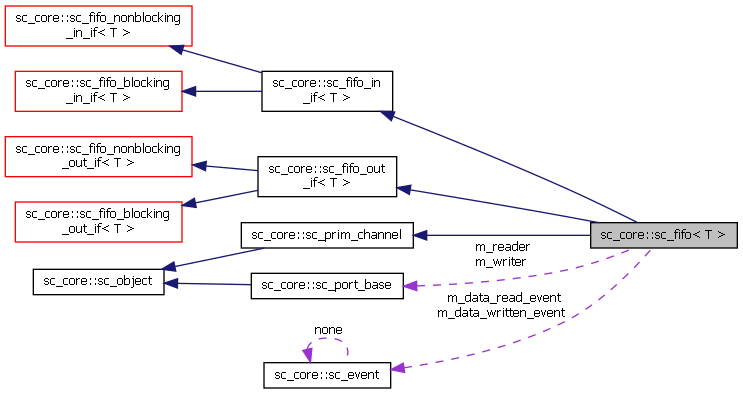 sc_core::sc_fifo_nonblocking
_in_if< T >
sc_core::sc_fifo_blocking
_in_if< T >
sc_core::sc_fifo_in
_if< T >
sc_core::sc_fifo_nonblocking
_out_if< T >
sc_core::sc_fifo_out
_if< T >
sc_core::sc_fifo_blocking
_out_if< T >
sc_core::sc_prim_channel
sc_core::sc_fifo< T >
m_reader
m_writer
sc_core::sc_object
sc_core::sc_port_base
m_data_read_event
m_data_written_event
none
sc_core::sc_event